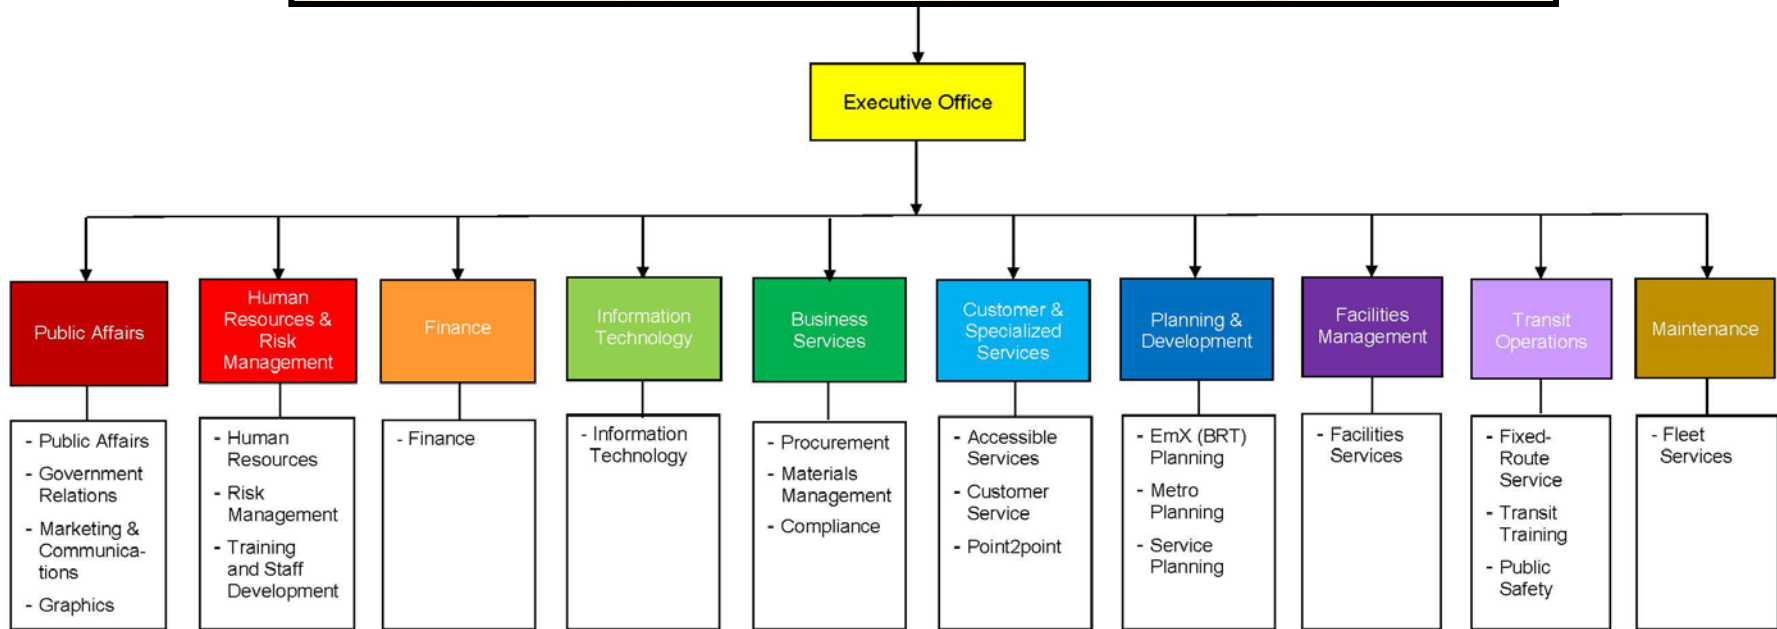 Executive Office
Public Affairs
Human
Resources &
Risk
Management
Finance
Information
Technology
Business
Services
Customer &
Specialized
Services
Planning &
Development
Facilities
Management
Transit
Operations
Maintenance
- Public Affairs
- Government
Relations
- Marketing &
Communica-
tions
- Graphics
- Human
Resources
- Risk
Management
- Training
and Staff
Development
- Finance
- Information
Technology
- Procurement
- Materials
Management
- Compliance
- Accessible
Services
- Customer
Service
- Point2point
- EmX (BRT)
Planning
- Metro
Planning
- Service
Planning
- Facilities
Services
- Fixed-
Route
Service
- Transit
Training
- Public
Safety
- Fleet
Services